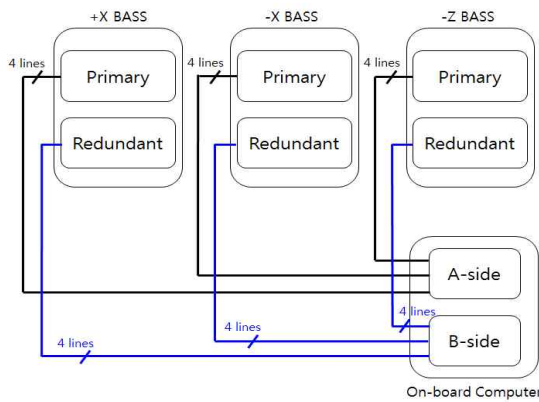 +X BASS
-X BASS
-Z BASS
4 lines
Primary
4 lines
Primary
4 lines
Primary
Redundant
Redundant
Redundant
A-side
4 lines
4 lines
4 lines
B-side
On-board Computer